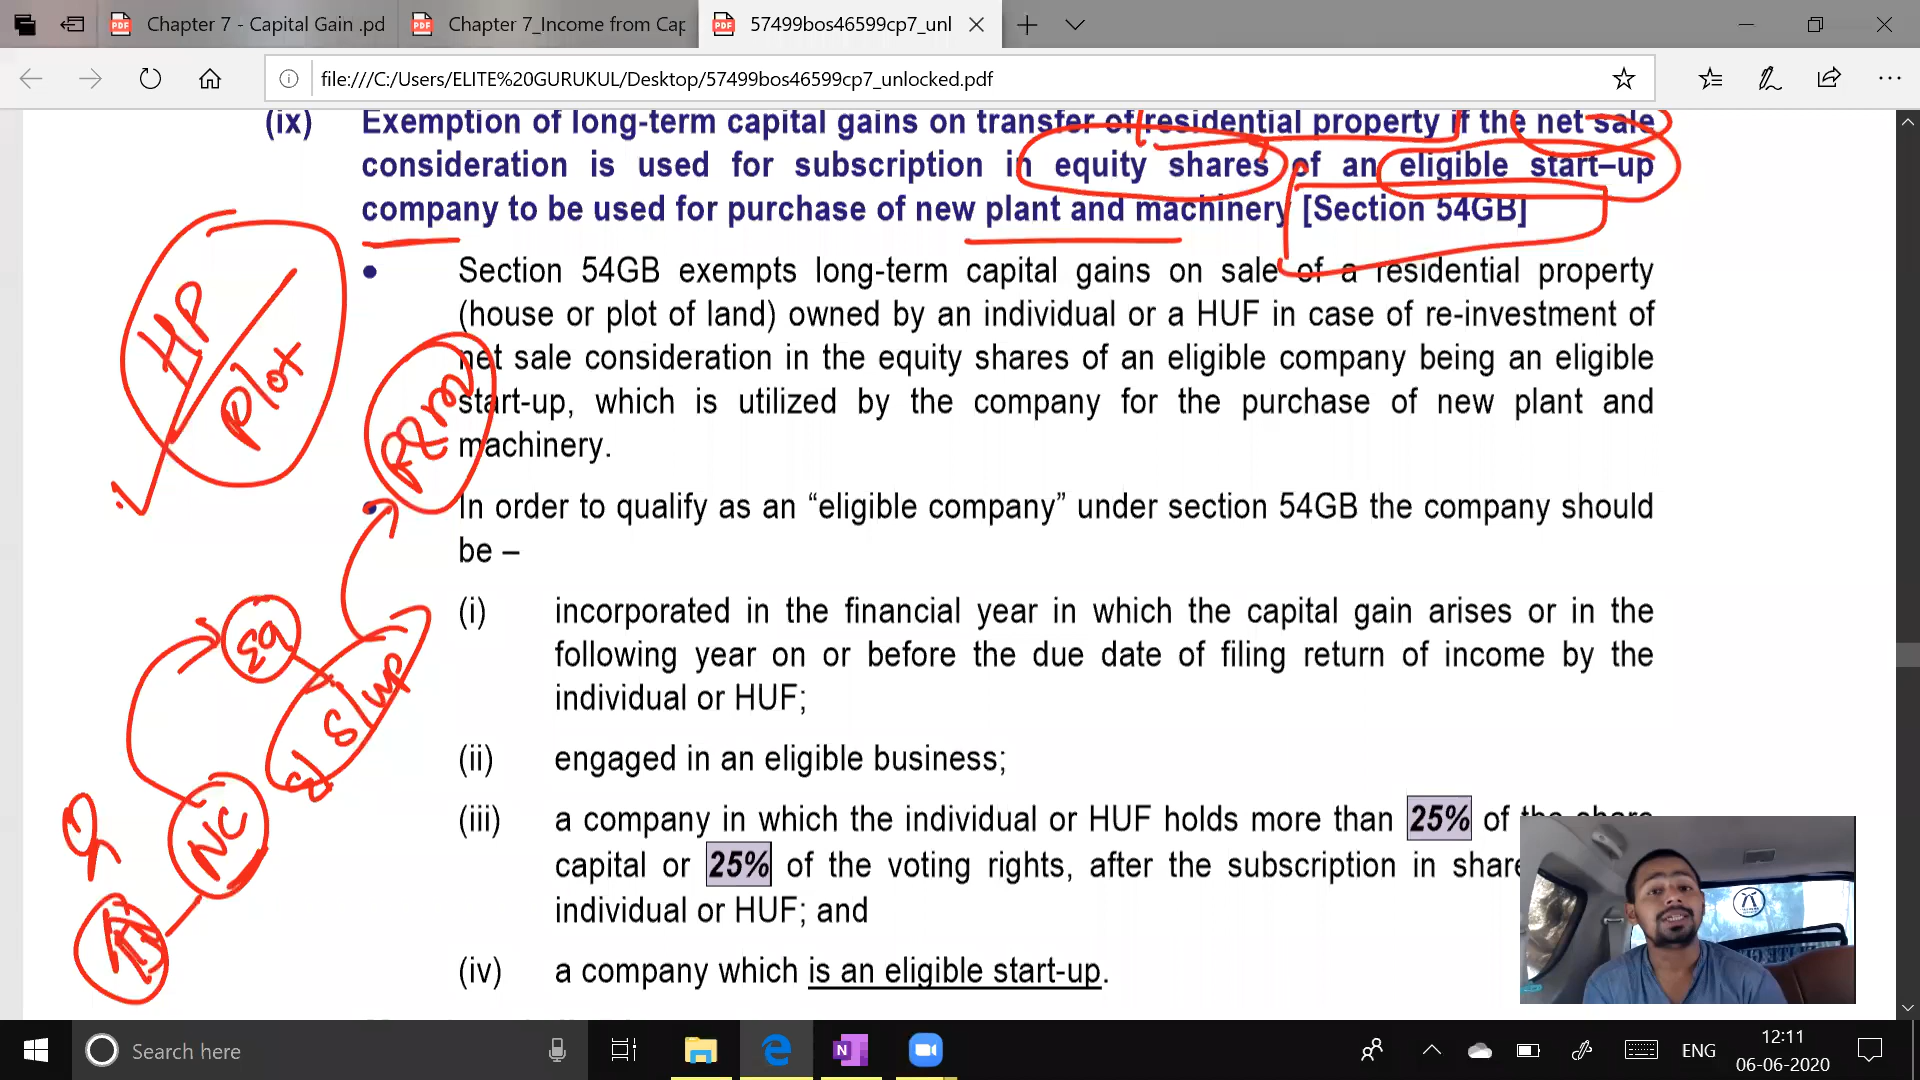 Chapter 7 - Capital Gain .pd
Chapter 7_Income from Cap
57499bos46599cp7_unl
file:///C:/Users/ELITE%20GURUKUL/Desktop/57499bos46599cp7_unlocked.pdf
(ix) Exemption of long-term capital gains on transfer of residential property if the net sale
consideration is used for subscription in equity shares of an eligible start–up
company to be used for purchase of new plant and machinery [Section 54GB]
• Section 54GB exempts long-term capital gains on sale of a residential property
(house or plot of land) owned by an individual or a HUF in case of re-investment of
net sale consideration in the equity shares of an eligible company being an eligible
start-up, which is utilized by the company for the purchase of new plant and
machinery.
• In order to qualify as an “eligible company” under section 54GB the company should
be –
(i) incorporated in the financial year in which the capital gain arises or in the
following year on or before the due date of filing return of income by the
individual or HUF;
(ii) engaged in an eligible business;
(iii) a company in which the individual or HUF holds more than 25% of the share
capital or 25% of the voting rights, after the subscription in share
individual or HUF; and
(iv) a company which is an eligible start-up.
HP
Plot
P&M
Eq
El S/up
NC
Search here
ENG
12:11
06-06-2020